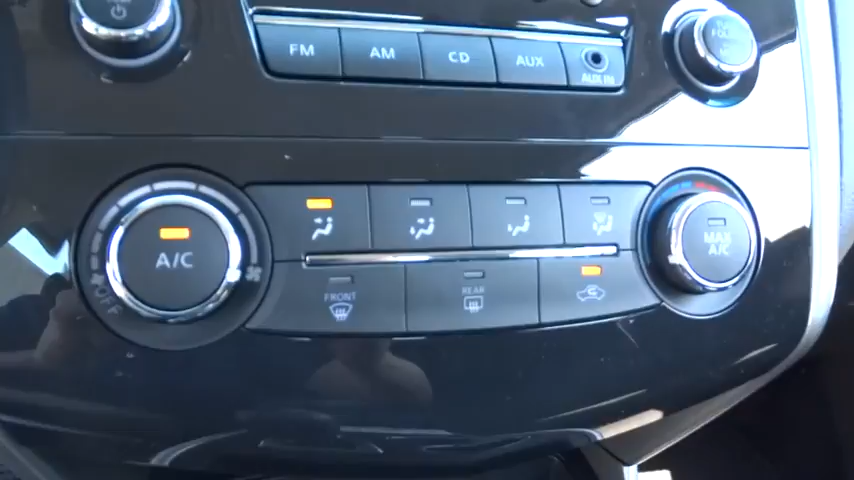 FM
AM
CD
AUX
AUX IN
A/C
OFF
MAX
A/C
FRONT
REAR